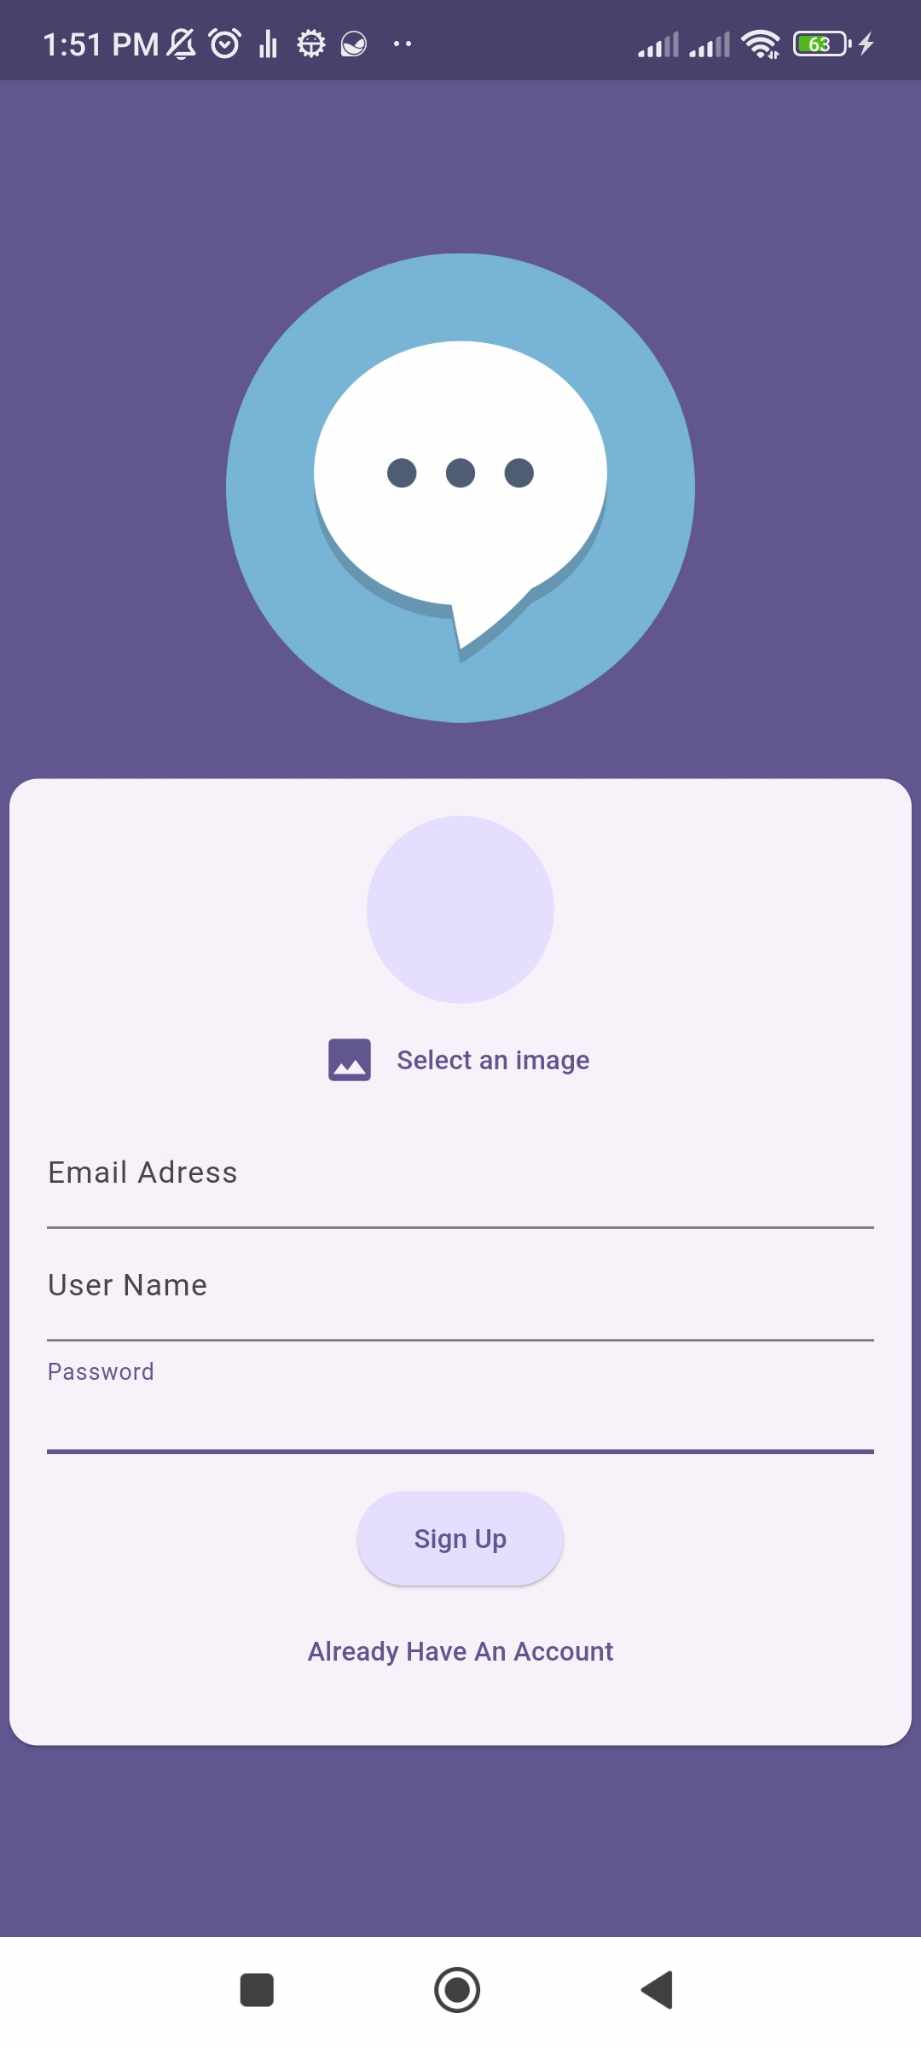 1:51 PM
63
Select an image
Email Adress
User Name
Password
Sign Up
Already Have An Account